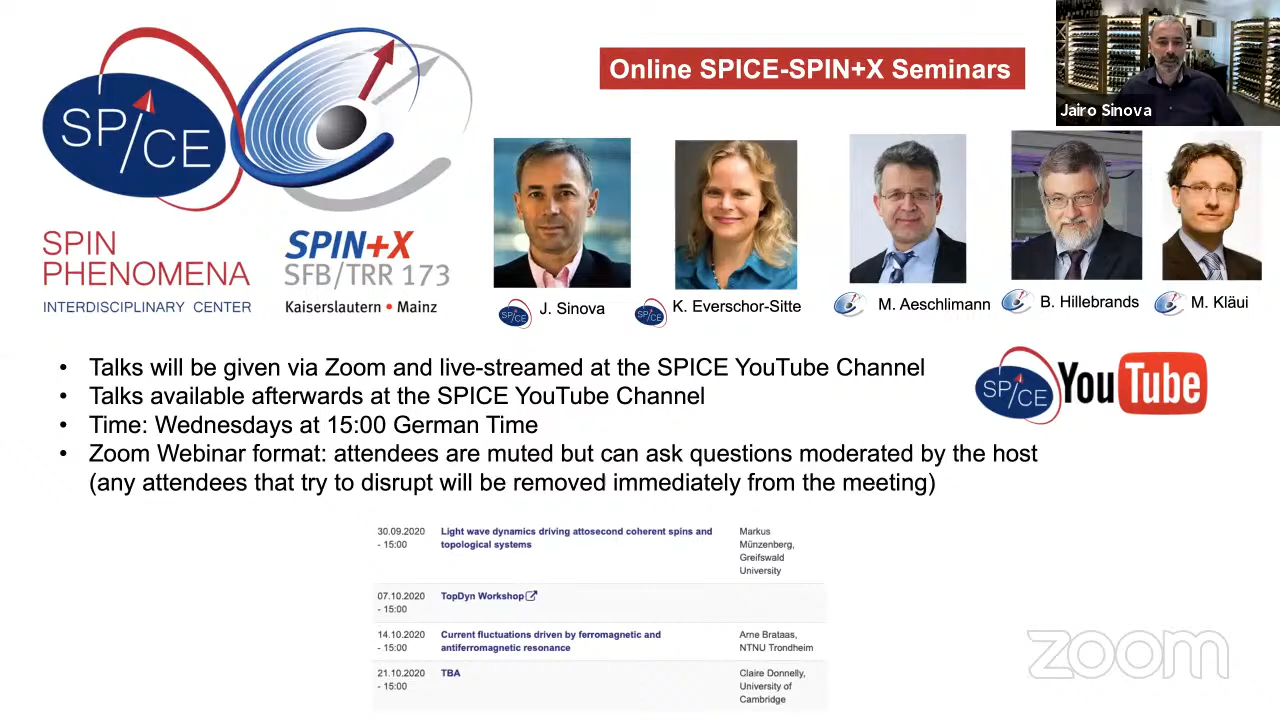 Online SPICE-SPIN+X Seminars
Jairo Sinova
SPICE
SPIN
PHENOMENA
INTERDISCIPLINARY CENTER
SPIN+X
SFB/TRR 173
Kaiserslautern • Mainz
SPICE
J. Sinova
SPICE
K. Everschor-Sitte
M. Aeschlimann
B. Hillebrands
M. Kläui
• Talks will be given via Zoom and live-streamed at the SPICE YouTube Channel
• Talks available afterwards at the SPICE YouTube Channel
• Time: Wednesdays at 15:00 German Time
• Zoom Webinar format: attendees are muted but can ask questions moderated by the host
(any attendees that try to disrupt will be removed immediately from the meeting)
SPICE
YouTube
30.09.2020
- 15:00
Light wave dynamics driving attosecond coherent spins and
topological systems
Markus
Münzenberg,
Greifswald
University
07.10.2020
- 15:00
TopDyn Workshop
14.10.2020
- 15:00
Current fluctuations driven by ferromagnetic and
antiferromagnetic resonance
Arne Brataas,
NTNU Trondheim
21.10.2020
- 15:00
TBA
Claire Donnelly,
University of
Cambridge
zoom